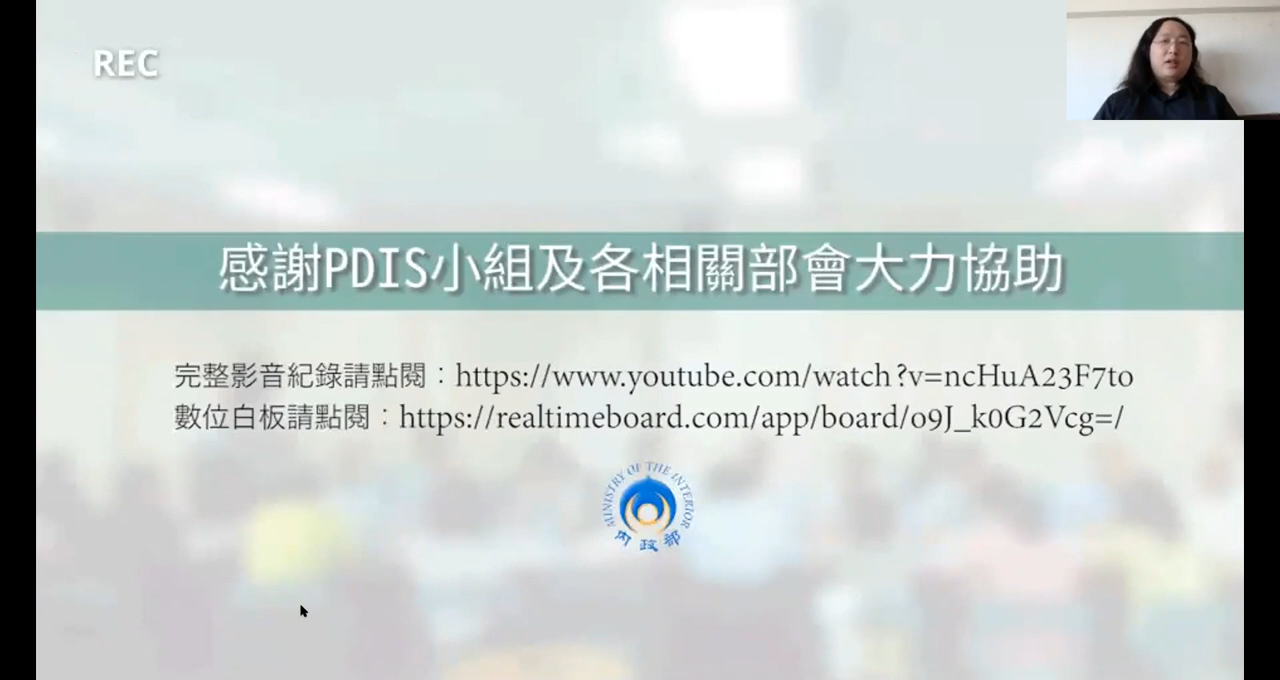 REC
感謝PDIS小組及各相關部會大力協助
完整影音紀錄請點閱：https://www.youtube.com/watch?v=ncHuA23F7to
數位白板請點閱：https://realtimeboard.com/app/board/o9J_k0G2Vcg=/
MINISTRY OF THE INTERIOR
內政部